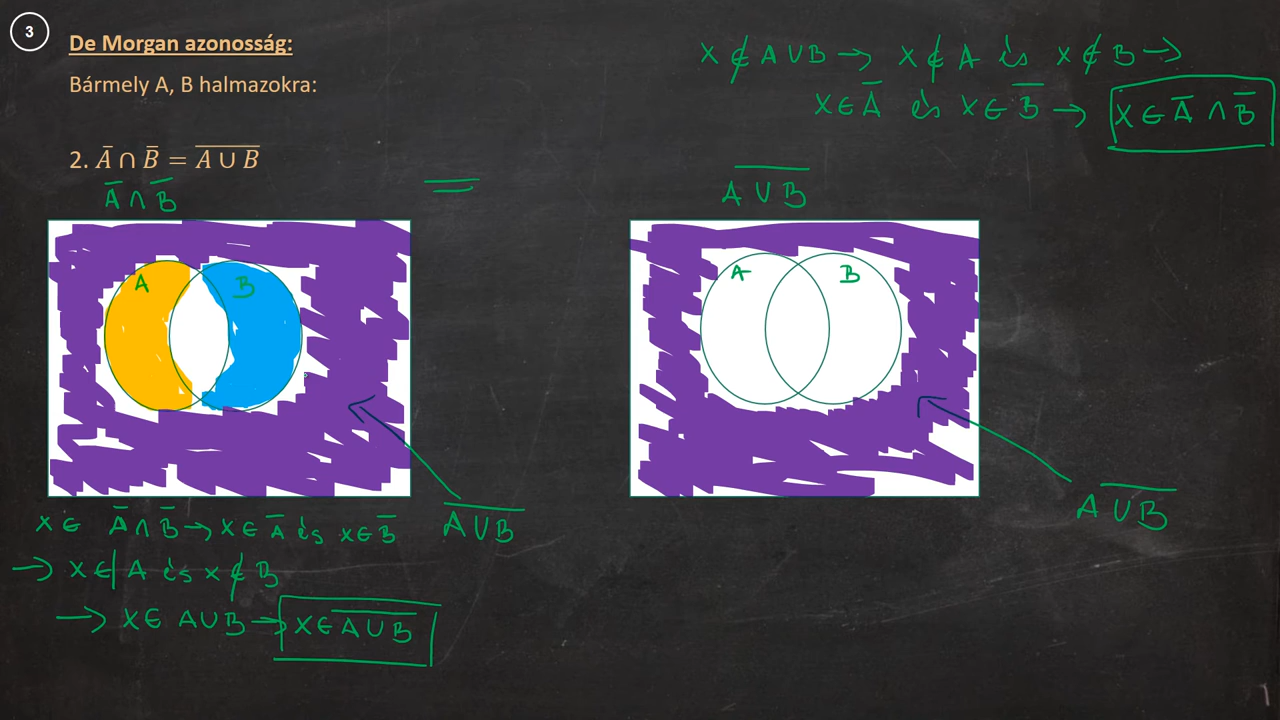 3
De Morgan azonosság:
Bármely A, B halmazokra:
2. A̅ ∩ B̅ = A̅ ̅∪̅ ̅B̅
A̅ ∩ B̅
=
A̅ ̅∪̅ ̅B̅
x ∉ A ∪ B → x ∉ A és x ∉ B →
x ∈ A̅ és x ∈ B̅ → x ∈ A̅ ∩ B̅
A
B
A
B
A̅ ̅∪̅ ̅B̅
A̅ ̅∪̅ ̅B̅
x ∈ A̅ ∩ B̅ → x ∈ A̅ és x ∈ B̅
→ x ∉ A és x ∉ B
→ x ∈ A ∪ B → x ∈ A̅ ̅∪̅ ̅B̅